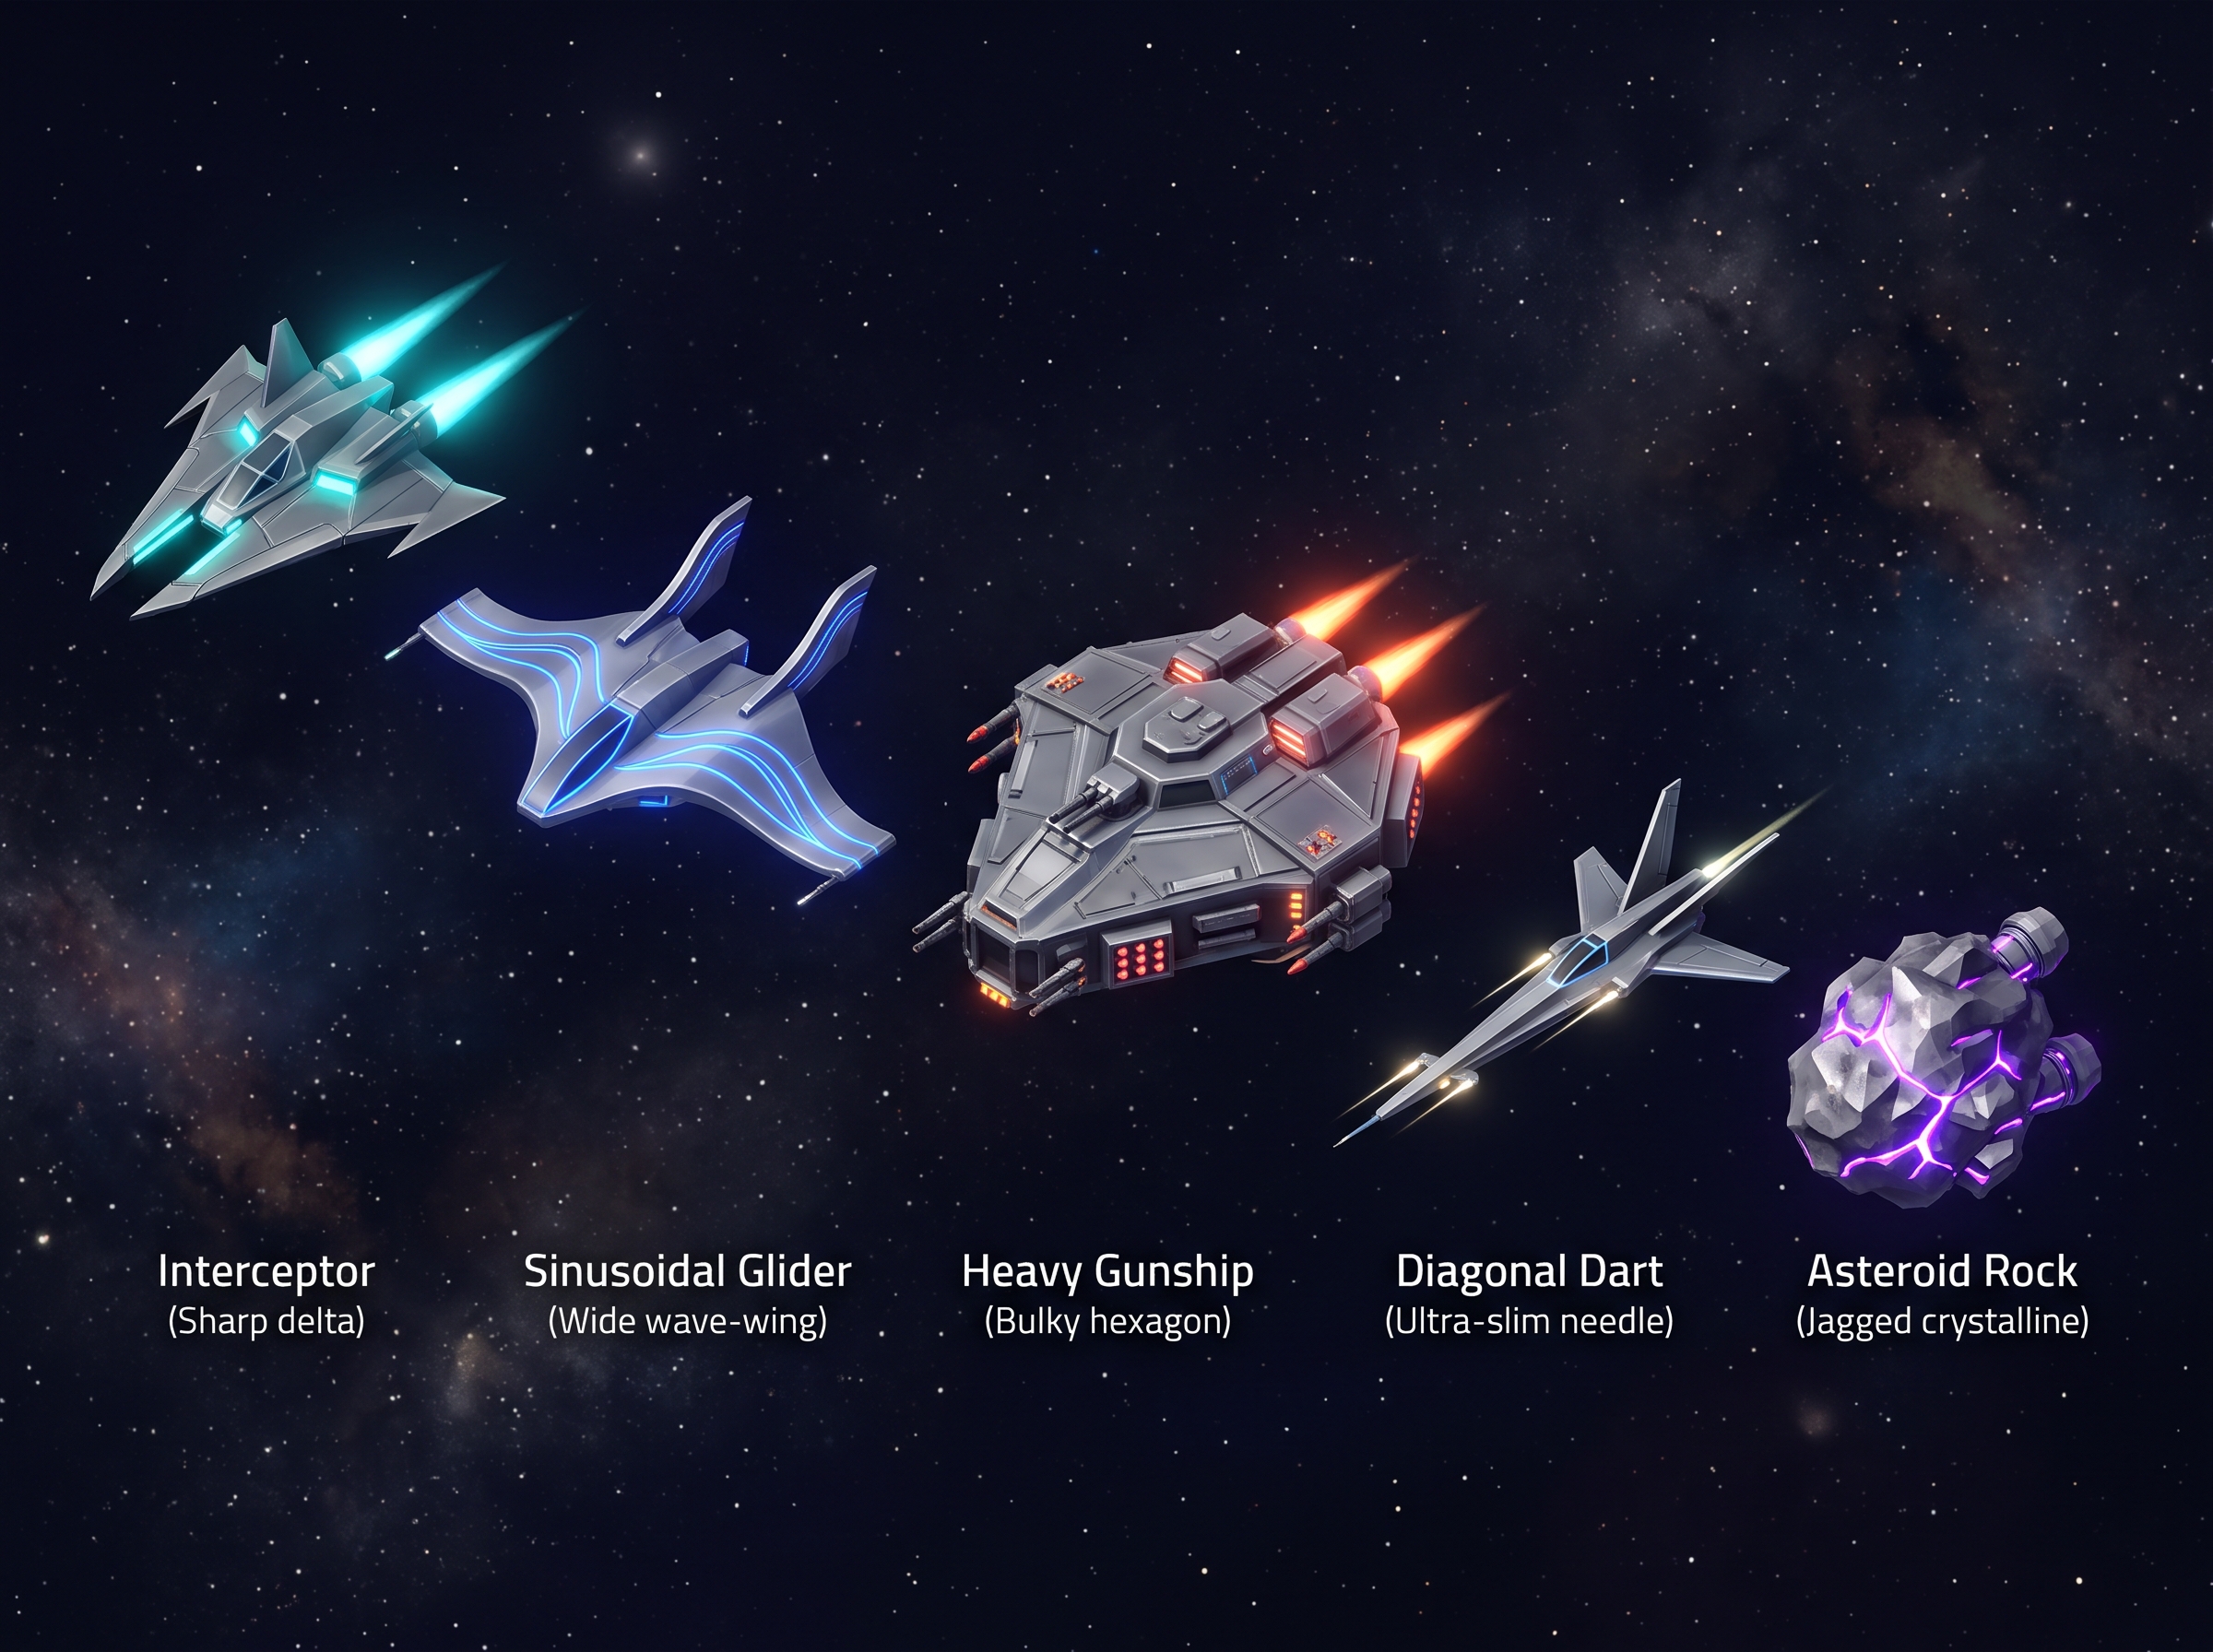 Interceptor
(Sharp delta)
Sinusoidal Glider
(Wide wave-wing)
Heavy Gunship
(Bulky hexagon)
Diagonal Dart
(Ultra-slim needle)
Asteroid Rock
(Jagged crystalline)